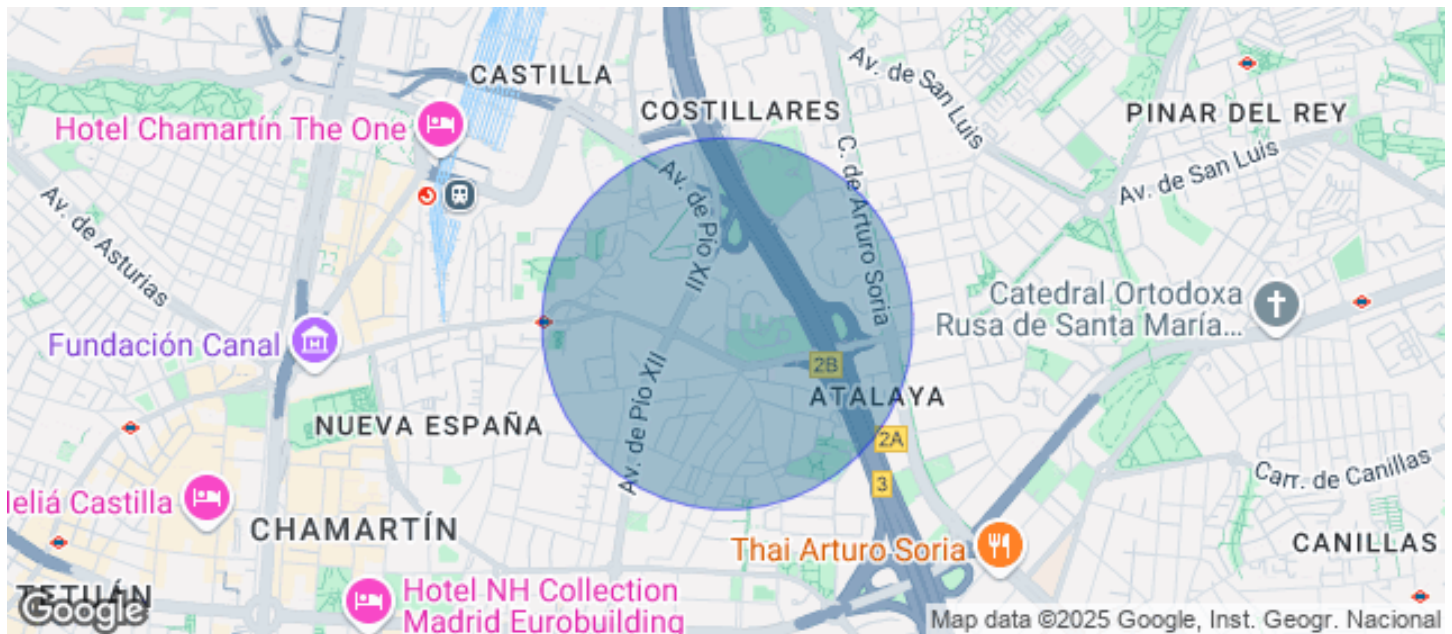 CASTILLA
COSTILLARES
Av. de San Luis
PINAR DEL REY
Hotel Chamartín The One
Av. de San Luis
Av. de Pío XII
C. de Arturo Soria
Av. de Asturias
Catedral Ortodoxa
Rusa de Santa María...
Fundación Canal
2B
ATALAYA
NUEVA ESPAÑA
Av. de Pío XII
2A
3
Carr. de Canillas
eliá Castilla
CHAMARTÍN
Thai Arturo Soria
CANILLAS
TETUÁN
Google
Hotel NH Collection
Madrid Eurobuilding
Map data ©2025 Google, Inst. Geogr. Nacional